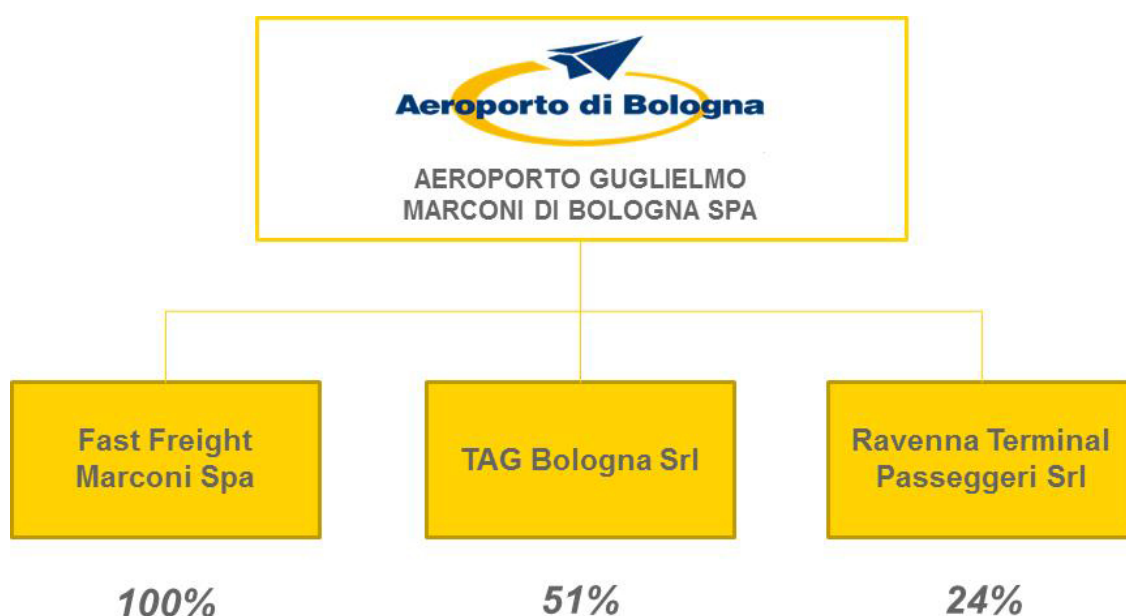 Aeroporto di Bologna
AEROPORTO GUGLIELMO
MARCONI DI BOLOGNA SPA
Fast Freight
Marconi Spa
TAG Bologna Srl
Ravenna Terminal
Passeggeri Srl
100%
51%
24%